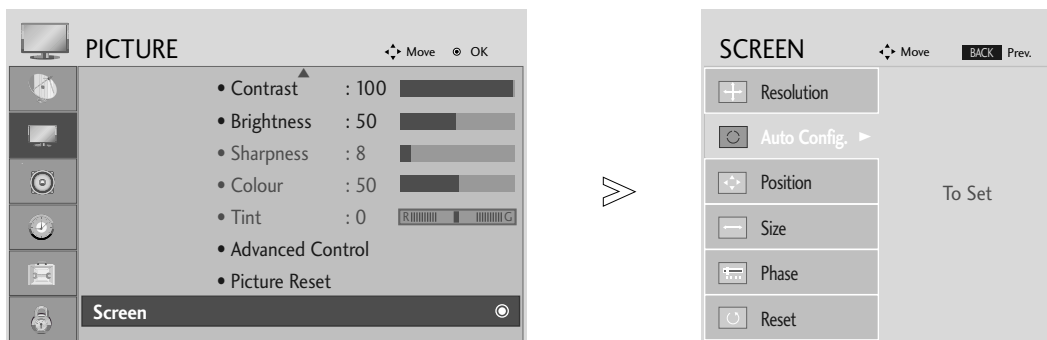 PICTURE
Move OK
• Contrast : 100
• Brightness : 50
• Sharpness : 8
• Colour : 50
• Tint : 0 R G
• Advanced Control
• Picture Reset
Screen
SCREEN
Move BACK Prev.
Resolution
Auto Config.
Position
Size
Phase
Reset
To Set